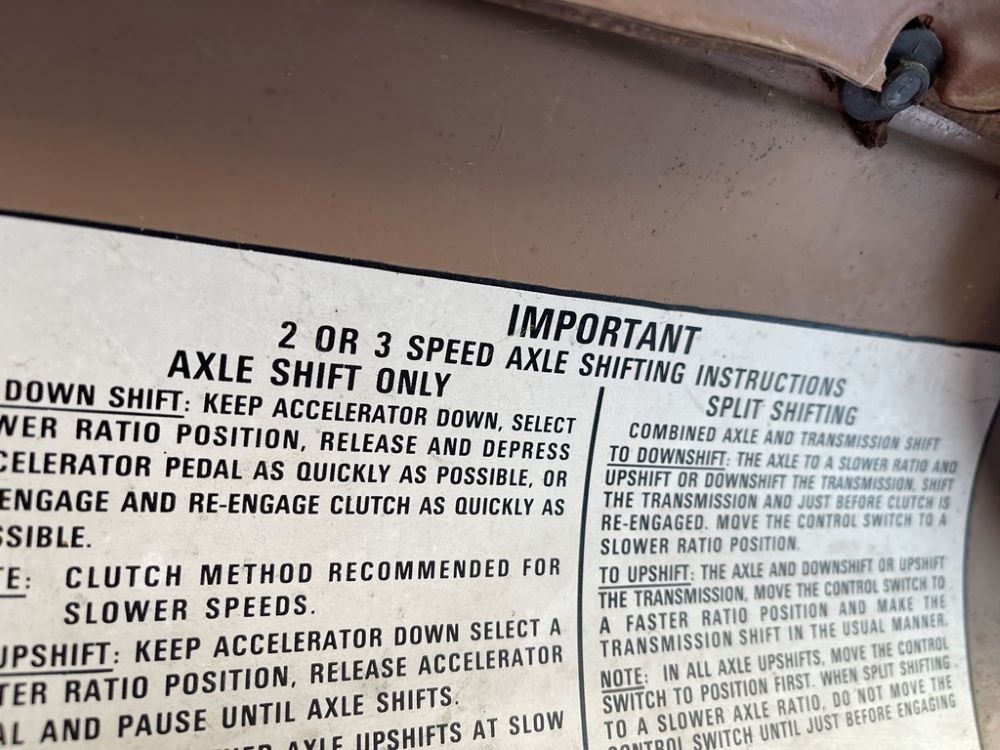 IMPORTANT
2 OR 3 SPEED AXLE SHIFTING INSTRUCTIONS
AXLE SHIFT ONLY
DOWN SHIFT: KEEP ACCELERATOR DOWN, SELECT
WER RATIO POSITION, RELEASE AND DEPRESS
CELERATOR PEDAL AS QUICKLY AS POSSIBLE, OR
ENGAGE AND RE-ENGAGE CLUTCH AS QUICKLY AS
SSIBLE.
TE: CLUTCH METHOD RECOMMENDED FOR
SLOWER SPEEDS.
UPSHIFT: KEEP ACCELERATOR DOWN SELECT A
TER RATIO POSITION, RELEASE ACCELERATOR
AL AND PAUSE UNTIL AXLE SHIFTS.
AXLE UPSHIFTS AT SLOW
SPLIT SHIFTING
COMBINED AXLE AND TRANSMISSION SHIFT
TO DOWNSHIFT: THE AXLE TO A SLOWER RATIO AND
UPSHIFT OR DOWNSHIFT THE TRANSMISSION, SHIFT
THE TRANSMISSION AND JUST BEFORE CLUTCH IS
RE-ENGAGED. MOVE THE CONTROL SWITCH TO A
SLOWER RATIO POSITION.
TO UPSHIFT: THE AXLE AND DOWNSHIFT OR UPSHIFT
THE TRANSMISSION, MOVE THE CONTROL SWITCH TO
A FASTER RATIO POSITION AND MAKE THE
TRANSMISSION SHIFT IN THE USUAL MANNER.
NOTE: IN ALL AXLE UPSHIFTS, MOVE THE CONTROL
SWITCH TO POSITION FIRST. WHEN SPLIT SHIFTING
TO A SLOWER AXLE RATIO, DO NOT MOVE THE
CONTROL SWITCH UNTIL JUST BEFORE ENGAGING